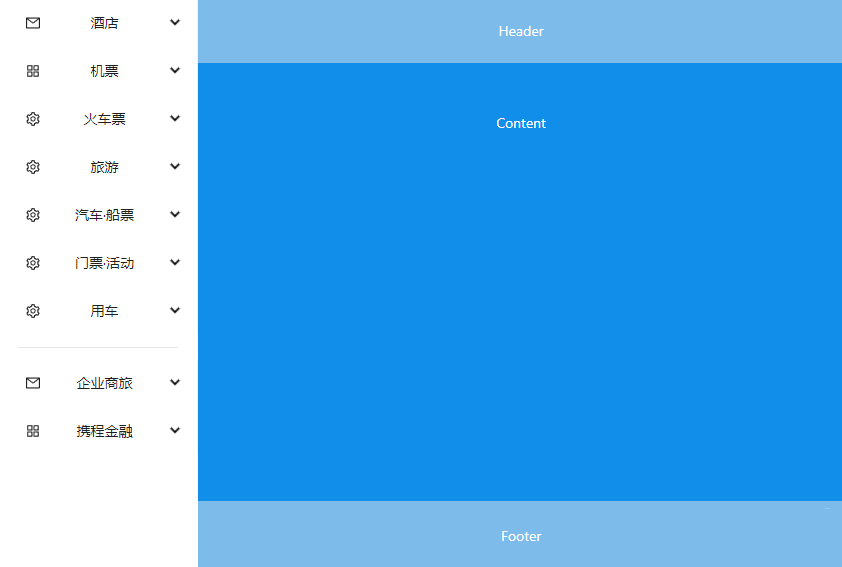 酒店
机票
火车票
旅游
汽车·船票
门票·活动
用车
企业商旅
携程金融
Header
Content
Footer